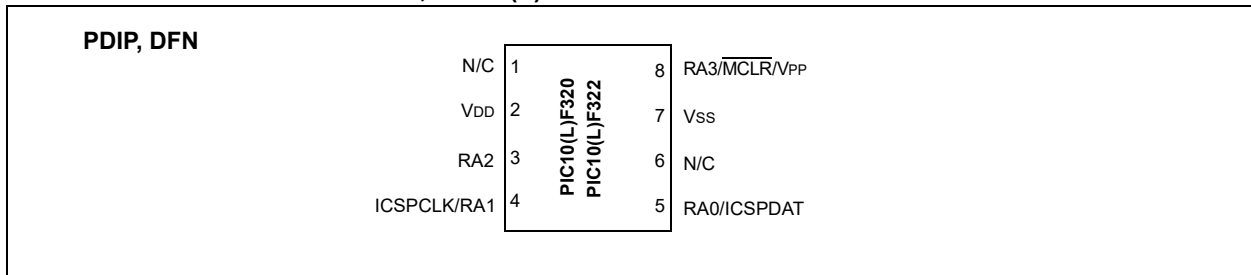 PDIP, DFN
N/C 1
VDD 2
RA2 3
ICSPCLK/RA1 4
PIC10(L)F320
PIC10(L)F322
8 RA3/MCLR/VPP
7 VSS
6 N/C
5 RA0/ICSPDAT